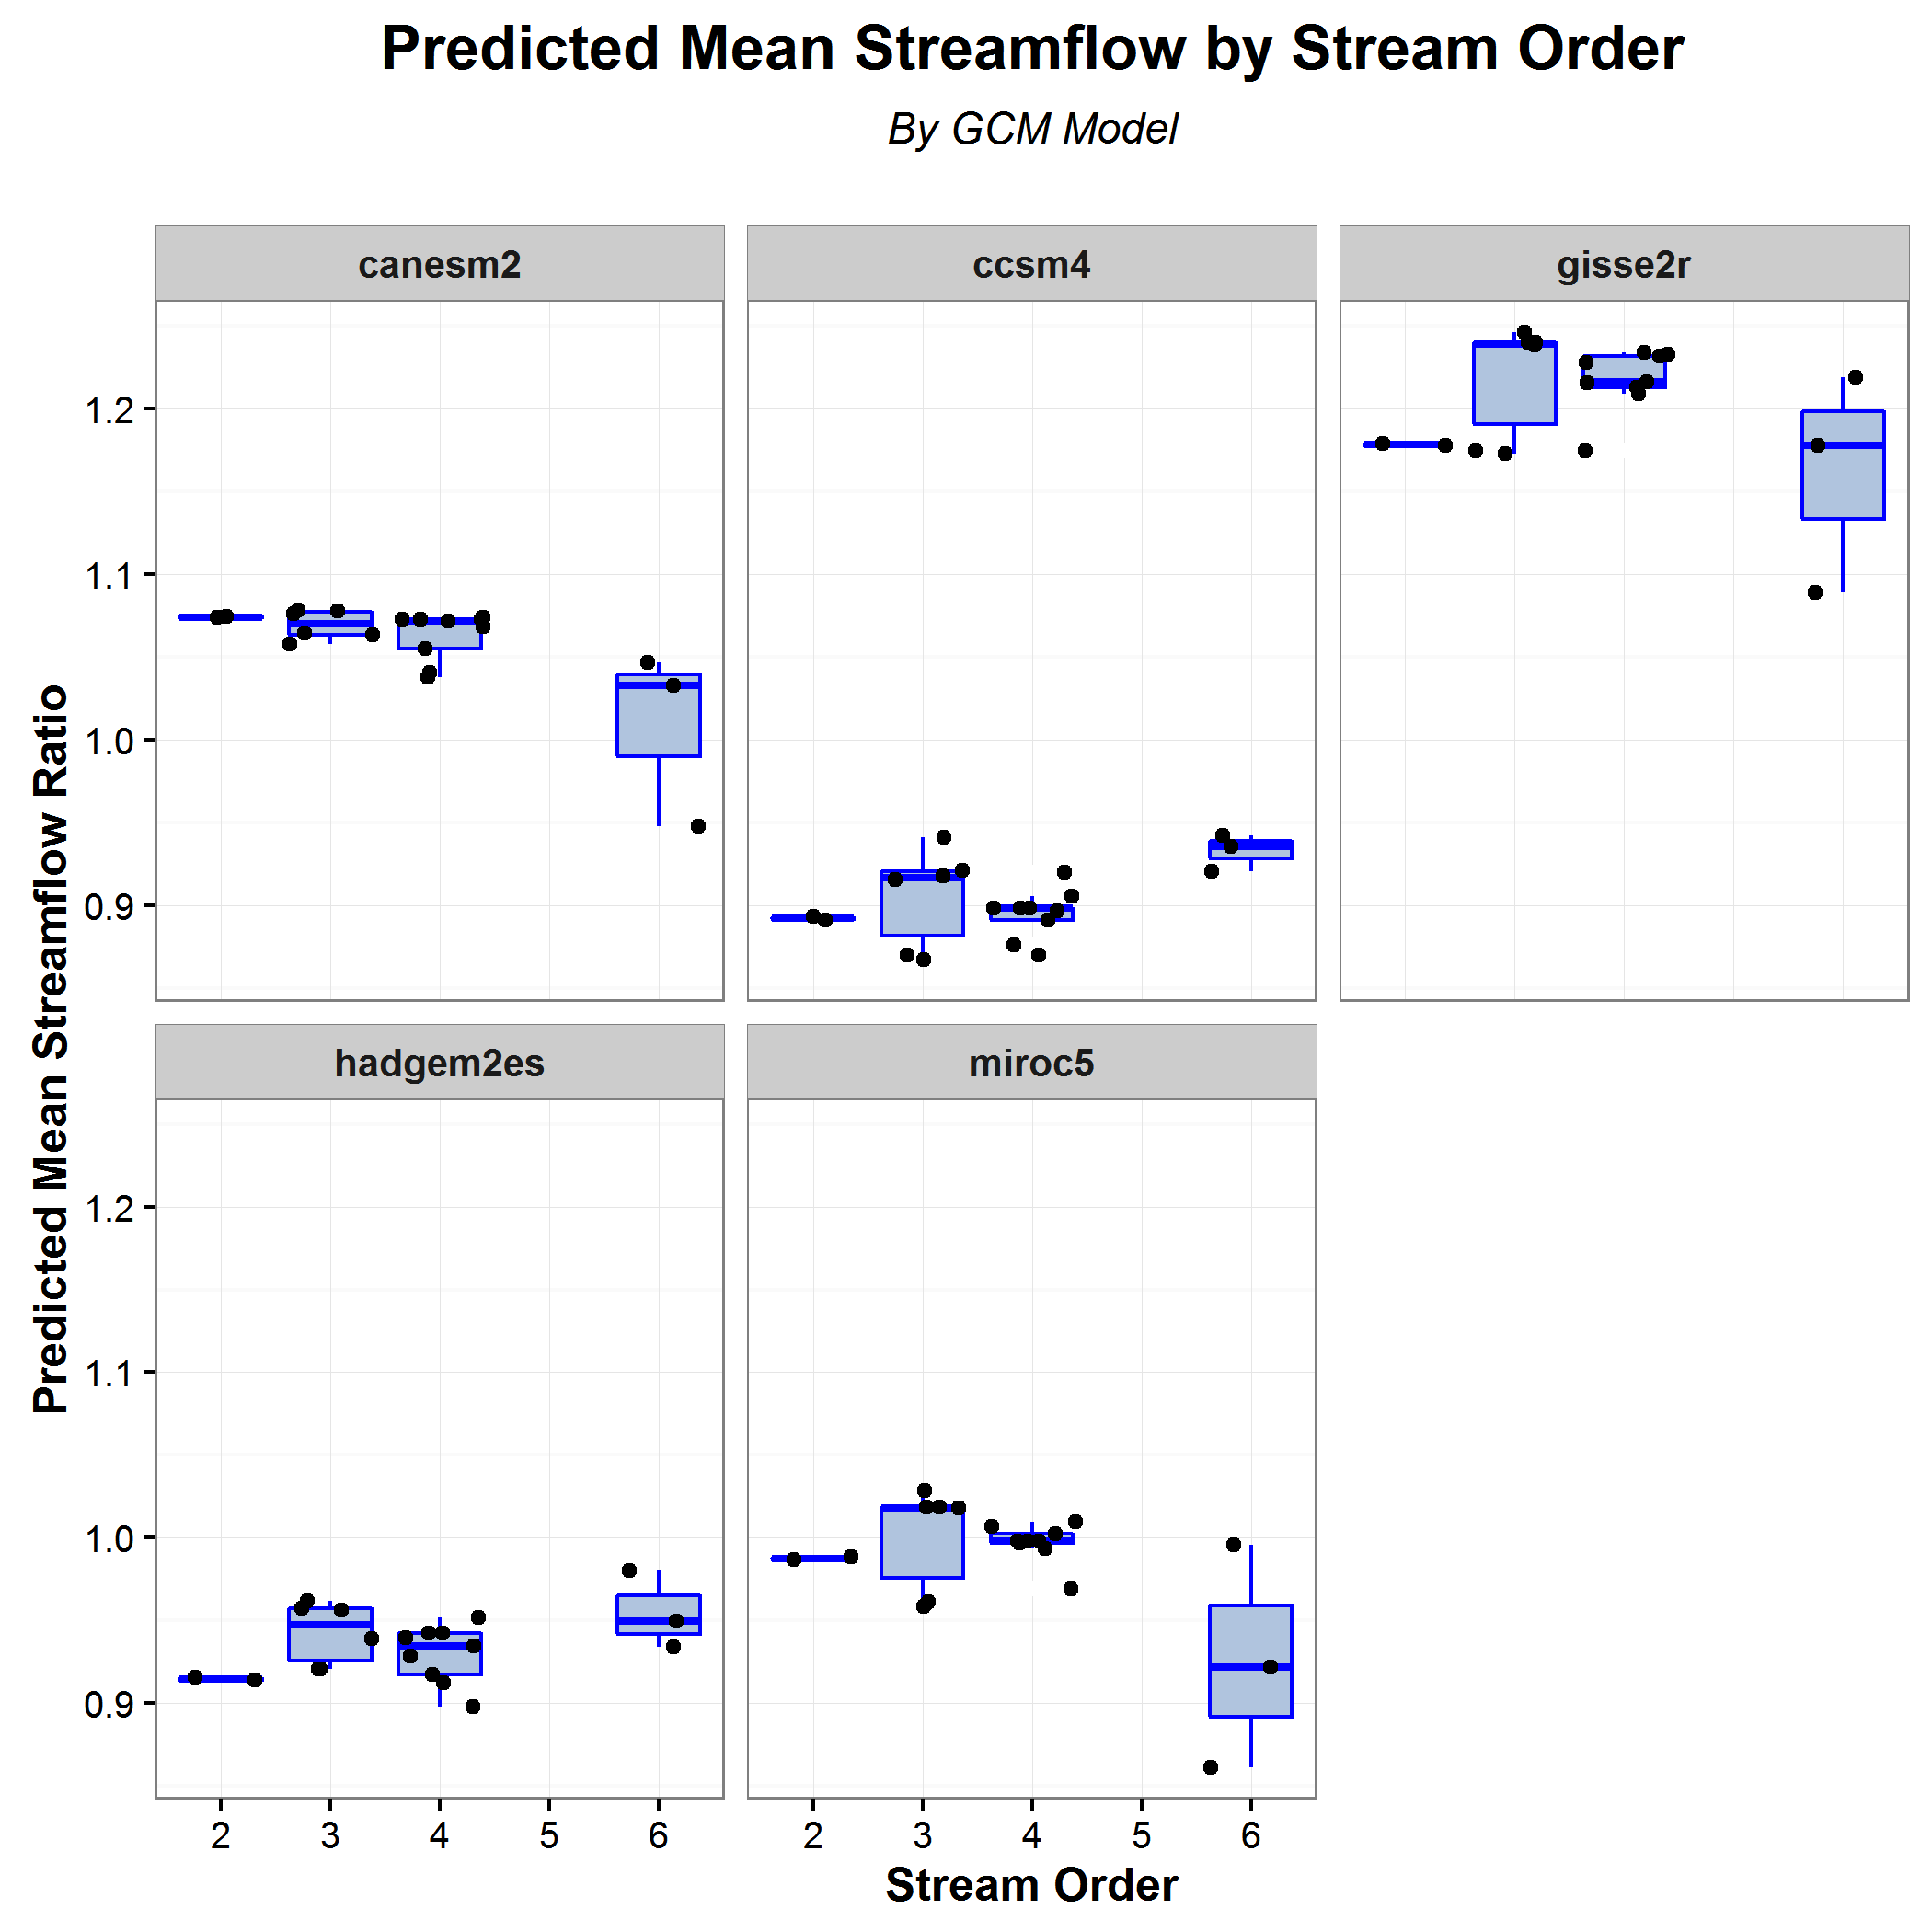 Predicted Mean Streamflow by Stream Order
By GCM Model
canesm2
ccsm4
gisse2r
1.2
1.1
1.0
0.9
Predicted Mean Streamflow Ratio
hadgem2es
miroc5
1.2
1.1
1.0
0.9
2 3 4 5 6
2 3 4 5 6
Stream Order